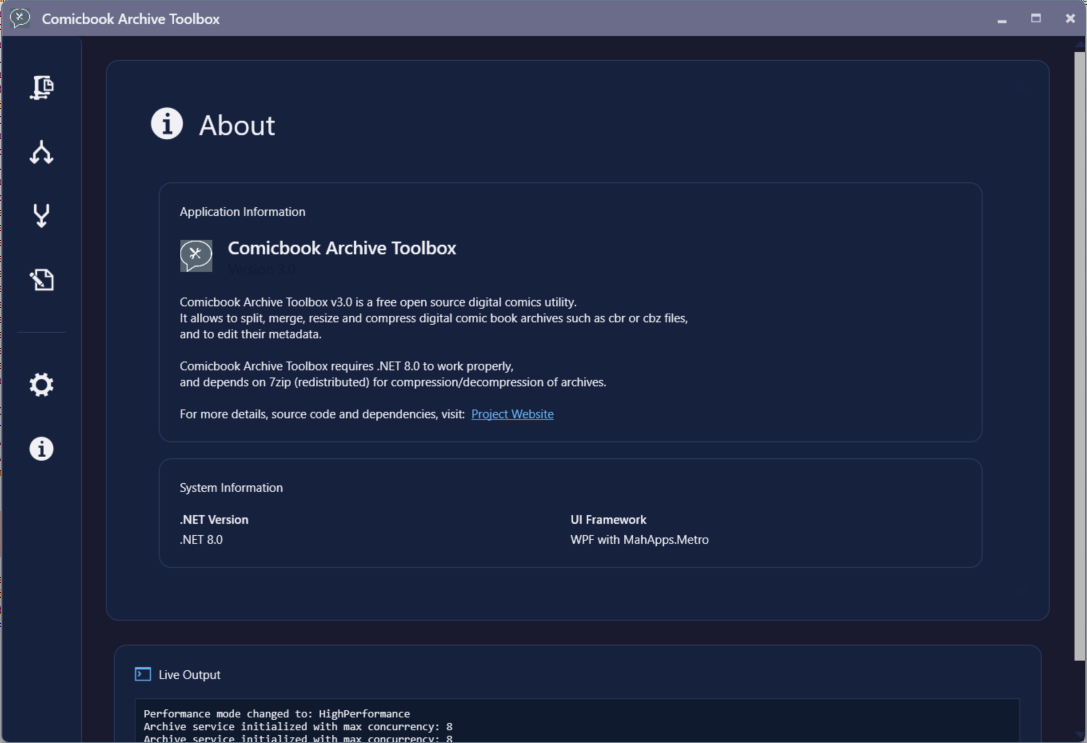 Comicbook Archive Toolbox
About
Application Information
Comicbook Archive Toolbox
Version 3.0
Comicbook Archive Toolbox v3.0 is a free open source digital comics utility.
It allows to split, merge, resize and compress digital comic book archives such as cbr or cbz files,
and to edit their metadata.
Comicbook Archive Toolbox requires .NET 8.0 to work properly,
and depends on 7zip (redistributed) for compression/decompression of archives.
For more details, source code and dependencies, visit: Project Website
System Information
.NET Version
.NET 8.0
UI Framework
WPF with MahApps.Metro
Live Output
Performance mode changed to: HighPerformance
Archive service initialized with max concurrency: 8
Archive service initialized with max concurrency: 8